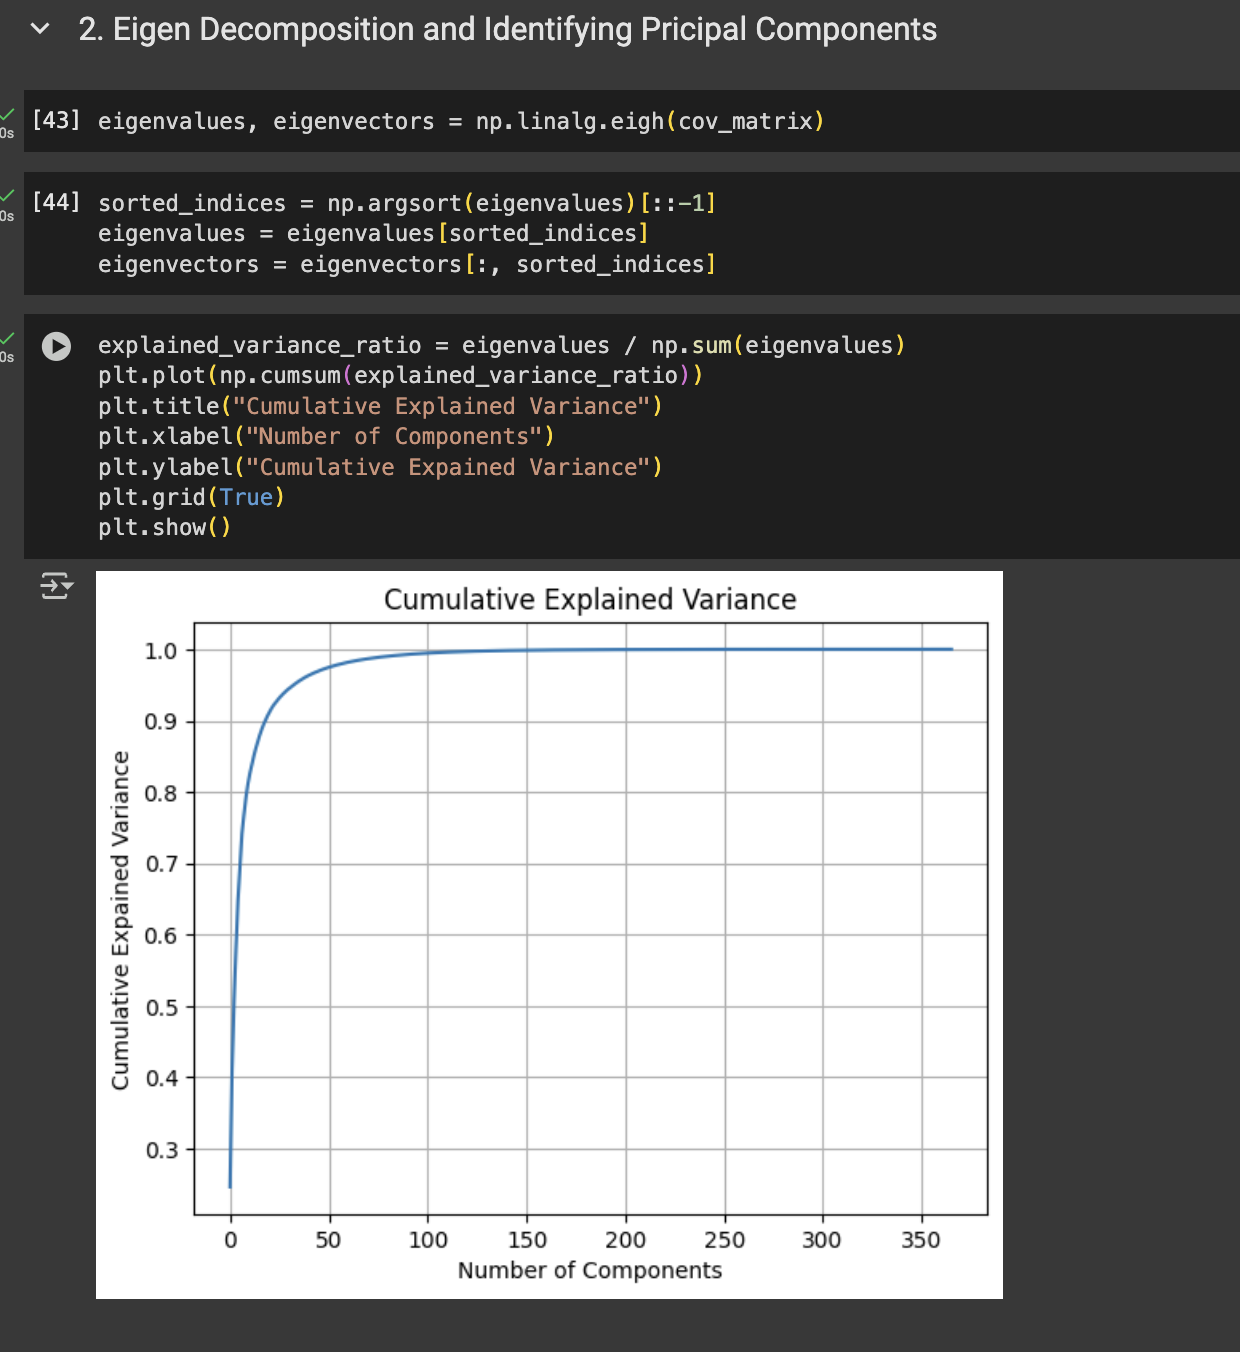 2. Eigen Decomposition and Identifying Pricipal Components
[43] eigenvalues, eigenvectors = np.linalg.eigh(cov_matrix)
0s
[44] sorted_indices = np.argsort(eigenvalues)[::-1]
0s
eigenvalues = eigenvalues[sorted_indices]
eigenvectors = eigenvectors[:, sorted_indices]
explained_variance_ratio = eigenvalues / np.sum(eigenvalues)
0s
plt.plot(np.cumsum(explained_variance_ratio))
plt.title("Cumulative Explained Variance")
plt.xlabel("Number of Components")
plt.ylabel("Cumulative Expained Variance")
plt.grid(True)
plt.show()
Cumulative Explained Variance
Cumulative Expained Variance
1.0
0.9
0.8
0.7
0.6
0.5
0.4
0.3
0 50 100 150 200 250 300 350
Number of Components